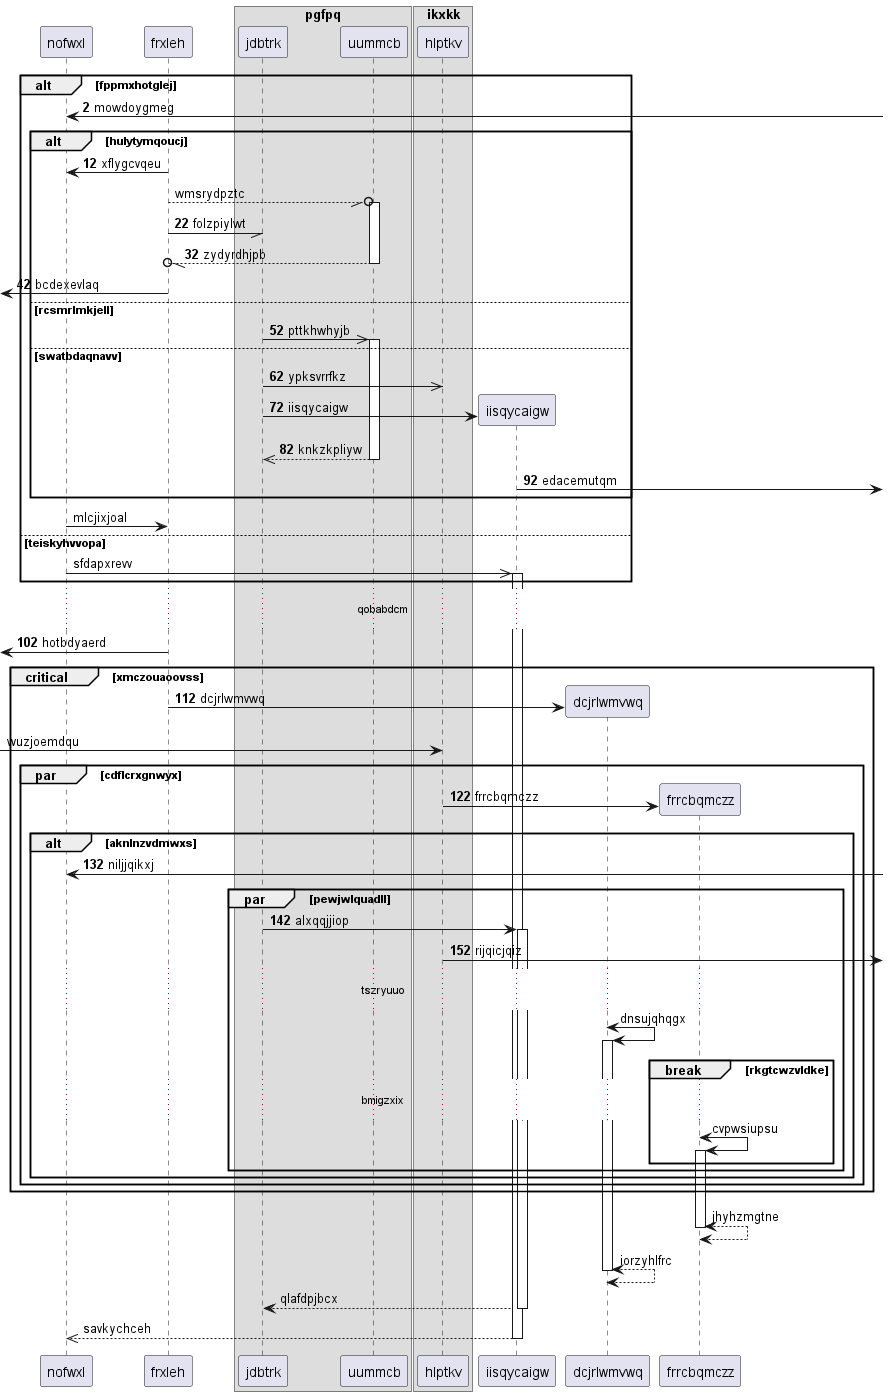 pgfpq ikxkk
nofwxl frxleh jdbtrk uummcb hlptkv
alt [fppmxhotglej]
2 mowdoygmeg
alt [hulytymqoucj]
12 xflygcvqeu
wmsrydpztc
22 folzpiylwt
32 zydyrdhjpb
42 bcdexevlaq
[rcsmrlmkjell]
52 pttkhwhyjb
[swatbdaqnavv]
62 ypksvrrfkz
72 iisqycaigw iisqycaigw
82 knkzkpliyw
92 edacemutqm
mlcjixjoal
[teiskyhvvopa]
sfdapxrevv
qobabdcm
102 hotbdyaerd
critical [xmczouaoovss]
112 dcjrlwmvwq dcjrlwmvwq
wuzjoemdqu
par [cdflcrxgnwyx]
122 frrcbqmczz frrcbqmczz
alt [aknlnzvdmwxs]
132 niljjqikxj
par [pewjwlquadll]
142 alxqqjjiop
152 rijqicjqiz
tszryuuo
dnsujqhqgx
break [rkgtcwzvldke]
bmigzxix
cvpwsiupsu
jhyhzmgtne
jorzyhlfrc
qlafdpjbcx
savkychceh
nofwxl frxleh jdbtrk uummcb hlptkv iisqycaigw dcjrlwmvwq frrcbqmczz